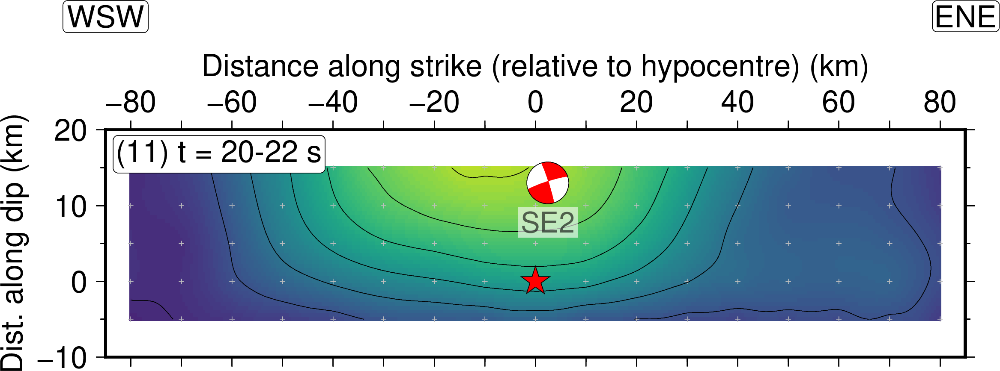 WSW
ENE
Distance along strike (relative to hypocentre) (km)
−80 −60 −40 −20 0 20 40 60 80
Dist. along dip (km)
20
10
0
−10
(11) t = 20-22 s
SE2